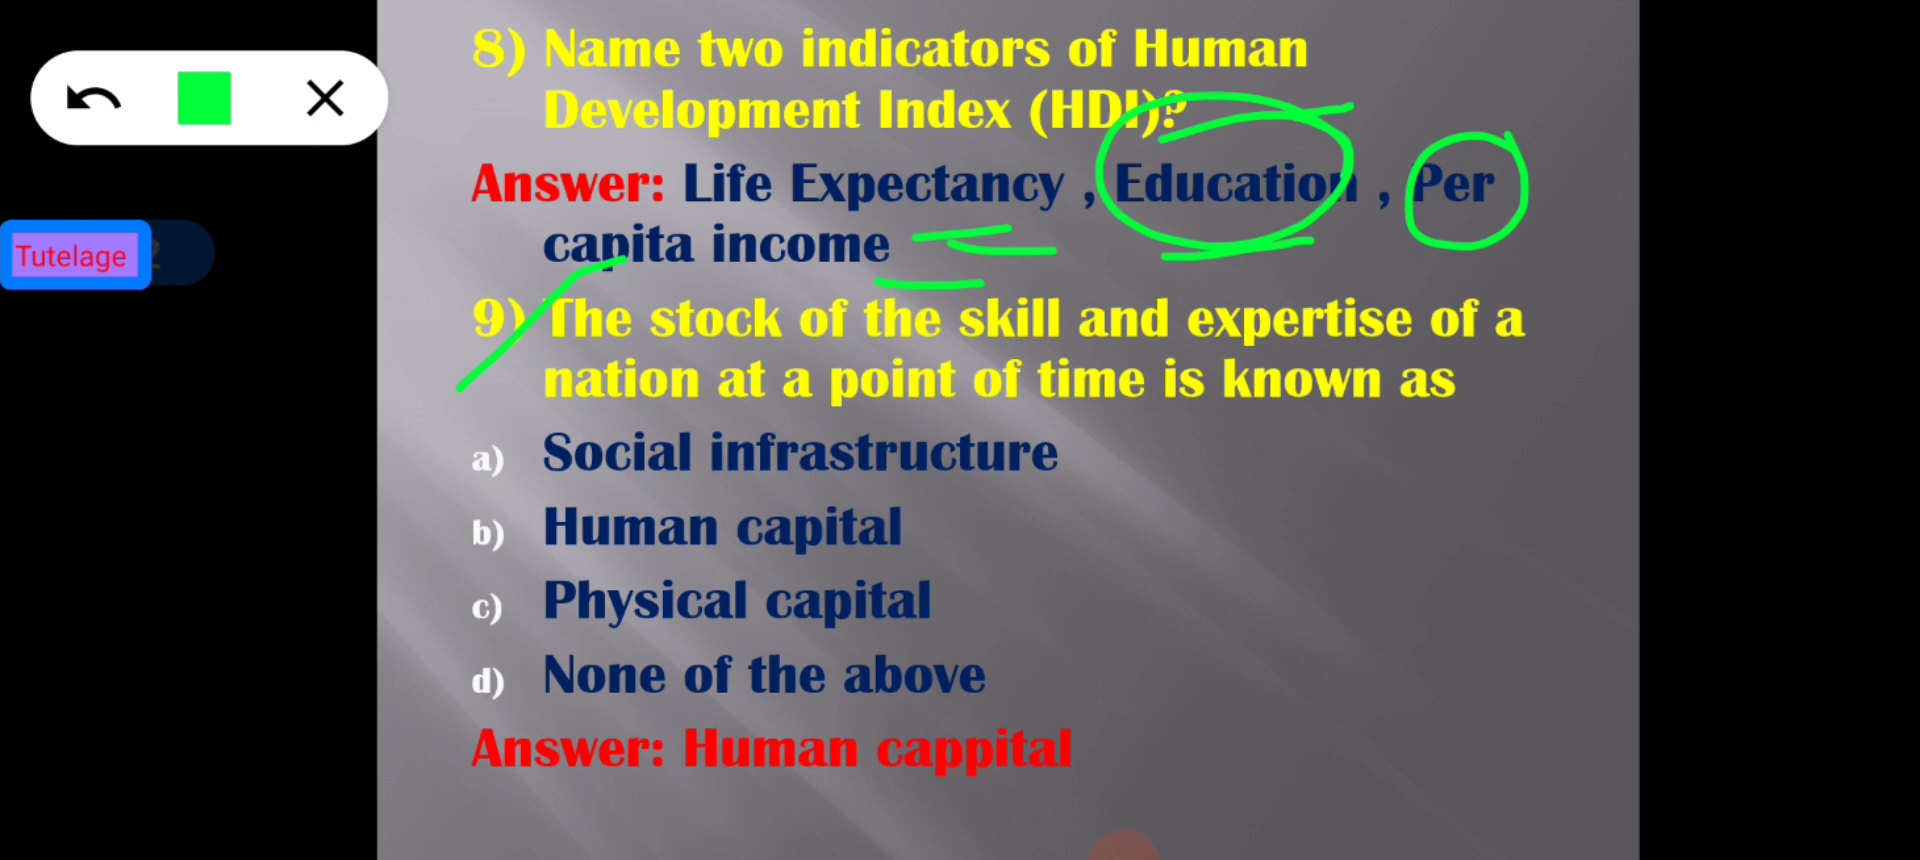 8) Name two indicators of Human
Development Index (HDI)?
Answer: Life Expectancy , Education , Per
capita income
Tutelage
9) The stock of the skill and expertise of a
nation at a point of time is known as
a) Social infrastructure
b) Human capital
c) Physical capital
d) None of the above
Answer: Human cappital